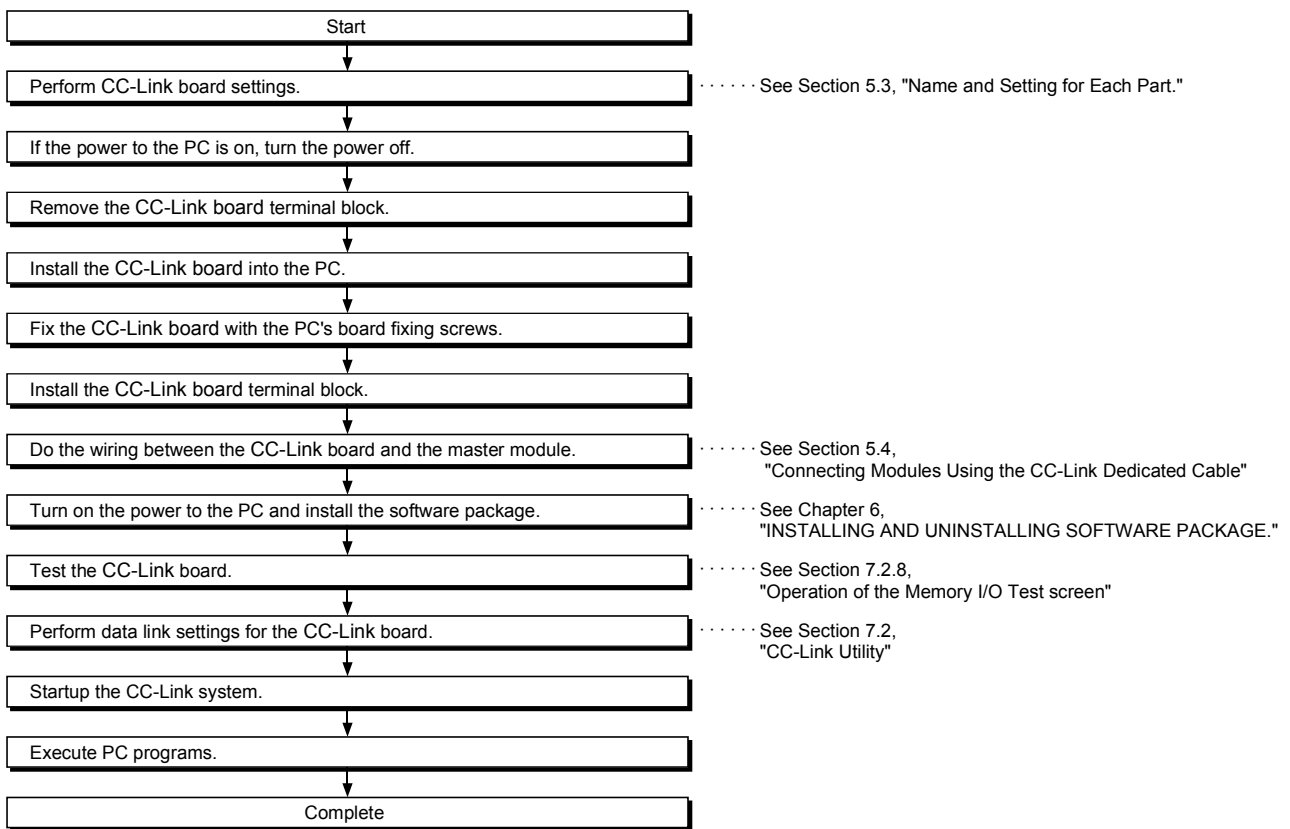 Start
Perform CC-Link board settings.
······ See Section 5.3, "Name and Setting for Each Part."
If the power to the PC is on, turn the power off.
Remove the CC-Link board terminal block.
Install the CC-Link board into the PC.
Fix the CC-Link board with the PC's board fixing screws.
Install the CC-Link board terminal block.
Do the wiring between the CC-Link board and the master module.
······ See Section 5.4,
"Connecting Modules Using the CC-Link Dedicated Cable"
Turn on the power to the PC and install the software package.
······ See Chapter 6,
"INSTALLING AND UNINSTALLING SOFTWARE PACKAGE."
Test the CC-Link board.
······ See Section 7.2.8,
"Operation of the Memory I/O Test screen"
Perform data link settings for the CC-Link board.
······ See Section 7.2,
"CC-Link Utility"
Startup the CC-Link system.
Execute PC programs.
Complete